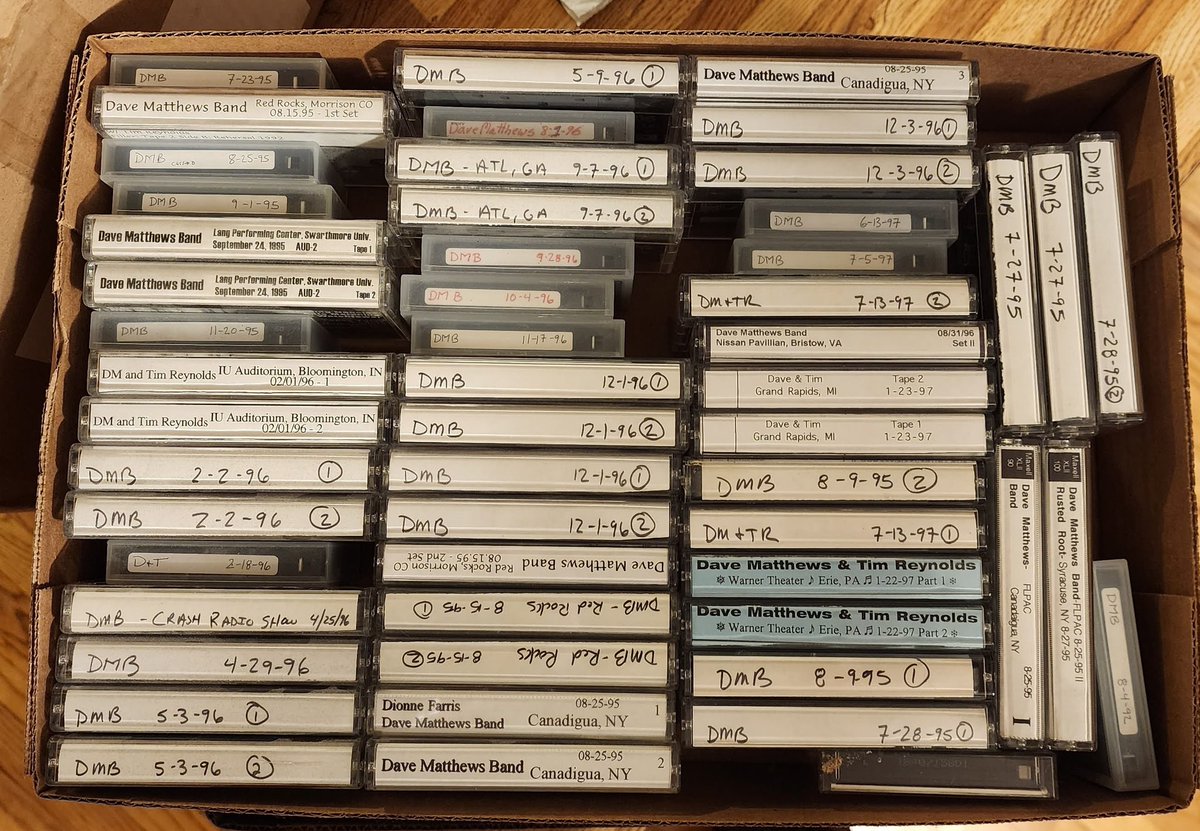 DMB 7-23-95
Dave Matthews Band Red Rocks, Morrison CO
08.15.95 - 1st Set
DMB 8-25-95
DMB 9-1-95
Dave Matthews Band Lang Performing Center, Swarthmore Univ.
September 24, 1995 AUD-2 Tape 1
Dave Matthews Band Lang Performing Center, Swarthmore Univ.
September 24, 1995 AUD-2 Tape 2
DMB 11-20-95
DM and Tim Reynolds IU Auditorium, Bloomington, IN
02/01/96 - 1
DM and Tim Reynolds IU Auditorium, Bloomington, IN
02/01/96 - 2
DMB 2-2-96 1
DMB 2-2-96 2
D+T 2-18-96
DMB - CRASH RADIO SHOW 4/25/96
DMB 4-29-96
DMB 5-3-96 1
DMB 5-3-96 2
DMB 5-9-96 1
Dave Matthews
DMB - ATL, GA 9-7-96 1
DMB - ATL, GA 9-7-96 2
DMB 9-28-96
DMB 10-4-96
DMB 11-17-96
DMB 12-1-96 1
DMB 12-1-96 2
DMB 12-1-96 1
DMB 12-1-96 2
Dave Matthews Band Red Rocks, Morrison CO
08.15.95 - 2nd Set
DMB - Red Rocks 8-15-95 1
DMB - Red Rocks 8-15-95 2
Dionne Farris 08-25-95 1
Dave Matthews Band Canadigua, NY
08-25-95 2
Dave Matthews Band Canadigua, NY
08-25-95 3
Dave Matthews Band Canadigua, NY
DMB 12-3-96 1
DMB 12-3-96 2
DMB 6-13-97
DMB 7-5-97
DM+TR 7-13-97 2
Dave Matthews Band 08/31/96
Nissan Pavillian, Bristow, VA Set II
Dave & Tim Tape 2
Grand Rapids, MI 1-23-97
Dave & Tim Tape 1
Grand Rapids, MI 1-23-97
DMB 8-9-95 2
DM+TR 7-13-97 1
Dave Matthews & Tim Reynolds
❄ Warner Theater ♪ Erie, PA ♫ 1-22-97 Part 1 ❄
Dave Matthews & Tim Reynolds
❄ Warner Theater ♪ Erie, PA ♫ 1-22-97 Part 2 ❄
DMB 8-9-95 1
DMB 7-28-95 1
DMB 7-27-95
DMB 7-27-95
DMB 7-28-95 2
Maxell
XLII
90
Dave Matthews- FLPAC 8-25-95 I
Band Canadaigua, NY
Maxell
XLII
100
Dave Matthews Band-FLPAC 8-25-95 II
Rusted Root- Syracuse, NY 8-27-95
DMB 8-4-92